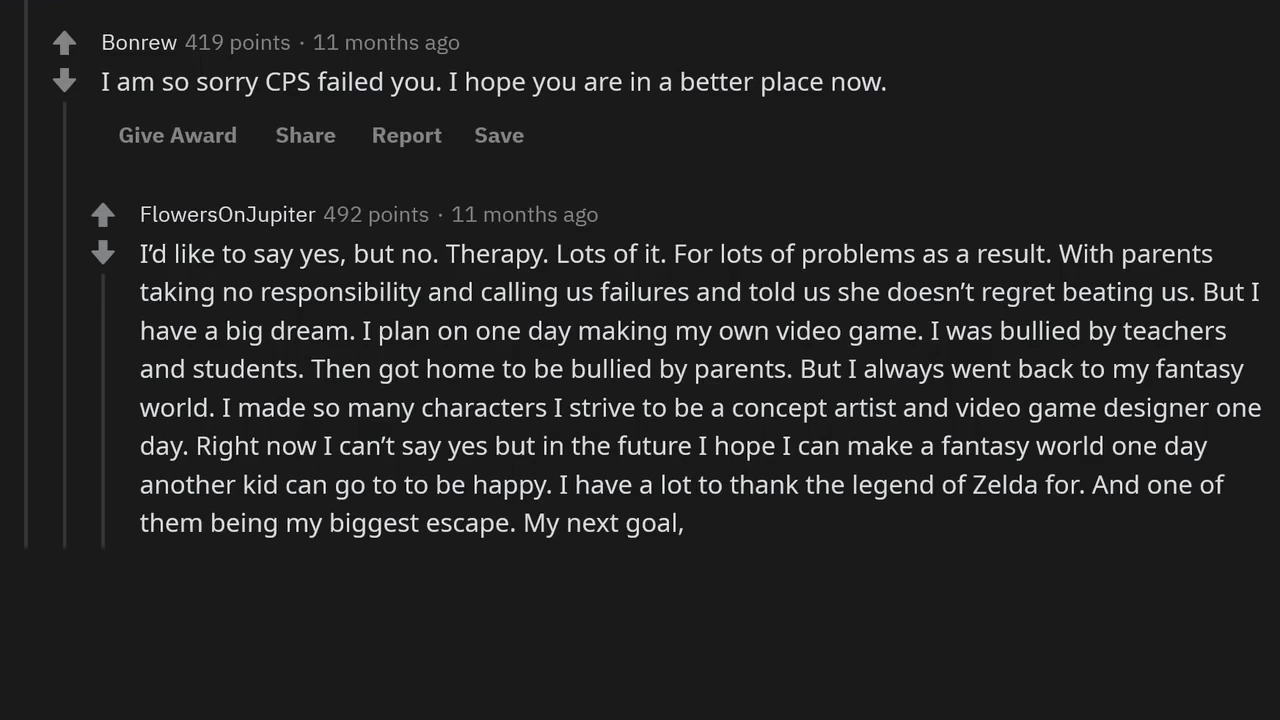 Bonrew 419 points · 11 months ago
I am so sorry CPS failed you. I hope you are in a better place now.
Give Award Share Report Save
FlowersOnJupiter 492 points · 11 months ago
I’d like to say yes, but no. Therapy. Lots of it. For lots of problems as a result. With parents
taking no responsibility and calling us failures and told us she doesn’t regret beating us. But I
have a big dream. I plan on one day making my own video game. I was bullied by teachers
and students. Then got home to be bullied by parents. But I always went back to my fantasy
world. I made so many characters I strive to be a concept artist and video game designer one
day. Right now I can’t say yes but in the future I hope I can make a fantasy world one day
another kid can go to to be happy. I have a lot to thank the legend of Zelda for. And one of
them being my biggest escape. My next goal,